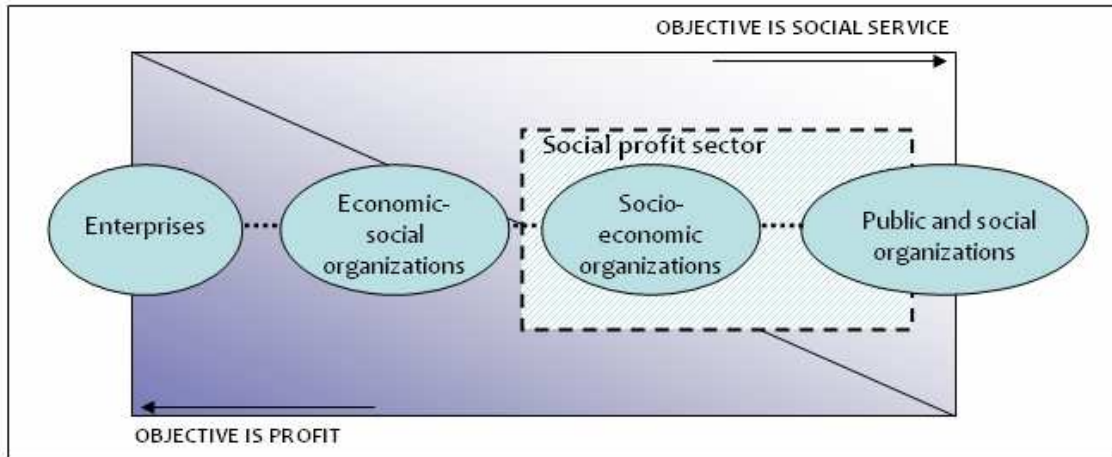 OBJECTIVE IS SOCIAL SERVICE
Social profit sector
Enterprises
Economic-
social
organizations
Socio-
economic
organizations
Public and social
organizations
OBJECTIVE IS PROFIT